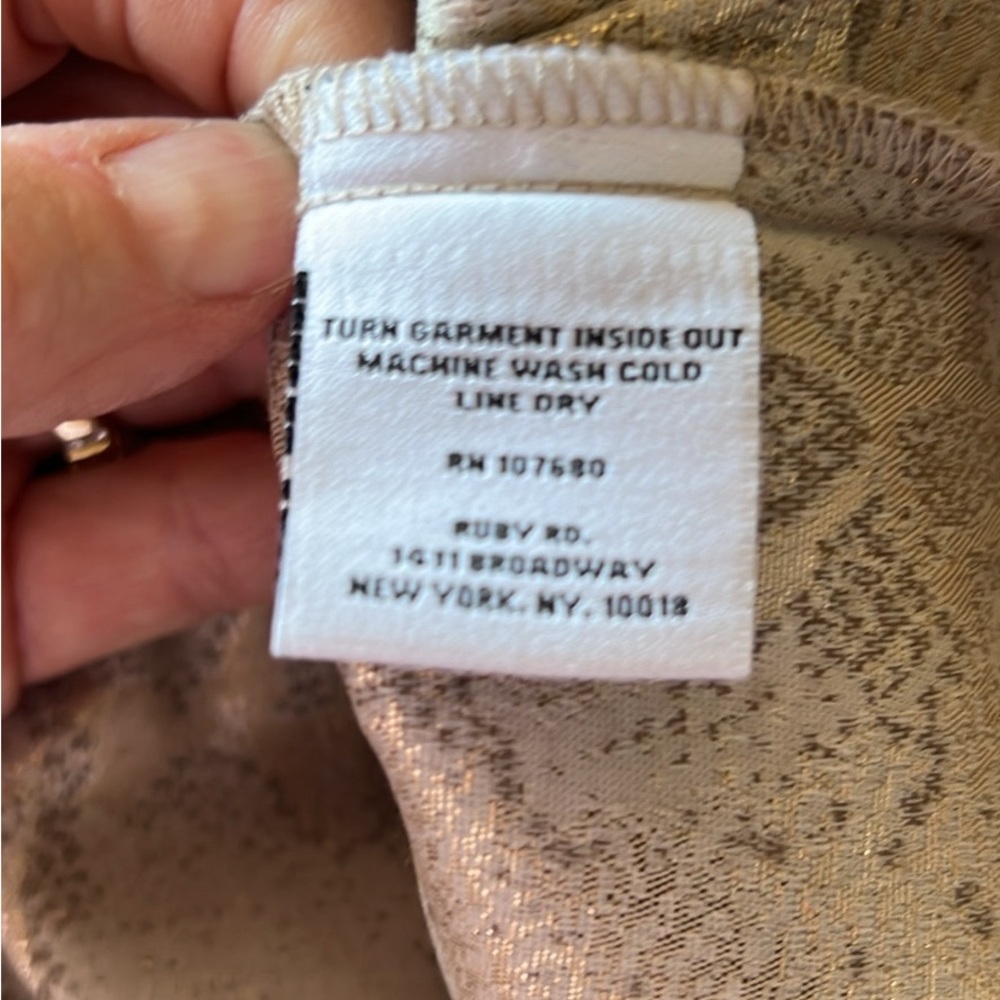 TURN GARMENT INSIDE OUT
MACHINE WASH COLD
LINE DRY
RN 107680
RUBY RD.
1411 BROADWAY
NEW YORK. NY. 10018